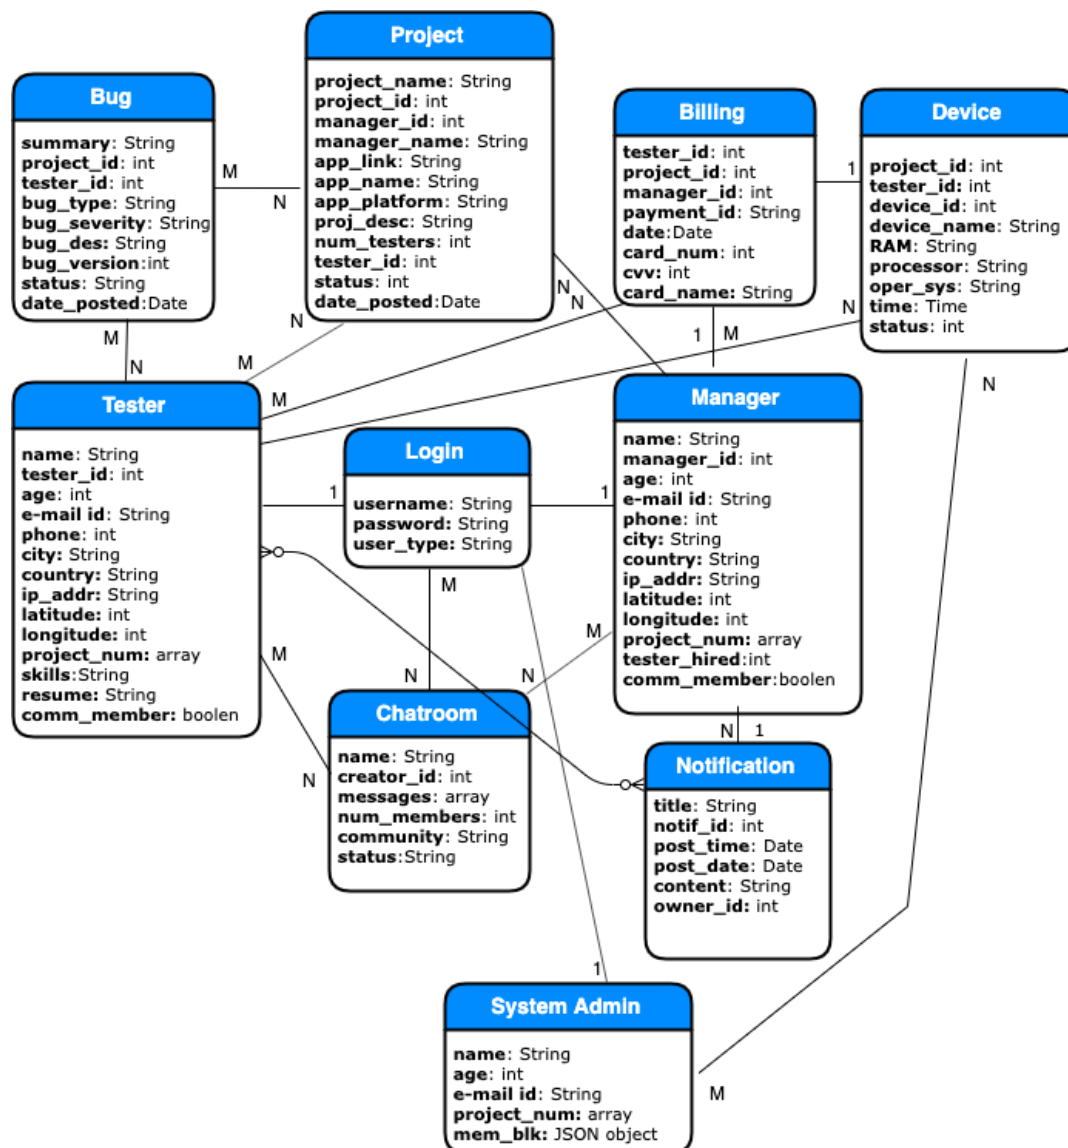 Project
project_name: String
project_id: int
manager_id: int
manager_name: String
app_link: String
app_name: String
app_platform: String
proj_desc: String
num_testers: int
tester_id: int
status: int
date_posted:Date
Bug
summary: String
project_id: int
tester_id: int
bug_type: String
bug_severity: String
bug_des: String
bug_version:int
status: String
date_posted:Date
Billing
tester_id: int
project_id: int
manager_id: int
payment_id: String
date:Date
card_num: int
cvv: int
card_name: String
Device
project_id: int
tester_id: int
device_id: int
device_name: String
RAM: String
processor: String
oper_sys: String
time: Time
status: int
M
N
1
N
N
N
N
M
N
M
M
1
M
N
Tester
name: String
tester_id: int
age: int
e-mail id: String
phone: int
city: String
country: String
ip_addr: String
latitude: int
longitude: int
project_num: array
skills:String
resume: String
comm_member: boolen
Login
username: String
password: String
user_type: String
Manager
name: String
manager_id: int
age: int
e-mail id: String
phone: int
city: String
country: String
ip_addr: String
latitude: int
longitude: int
project_num: array
tester_hired:int
comm_member:boolen
1
1
M
M
M
N
N
N
N
1
Chatroom
name: String
creator_id: int
messages: array
num_members: int
community: String
status:String
Notification
title: String
notif_id: int
post_time: Date
post_date: Date
content: String
owner_id: int
1
M
System Admin
name: String
age: int
e-mail id: String
project_num: array
mem_blk: JSON object